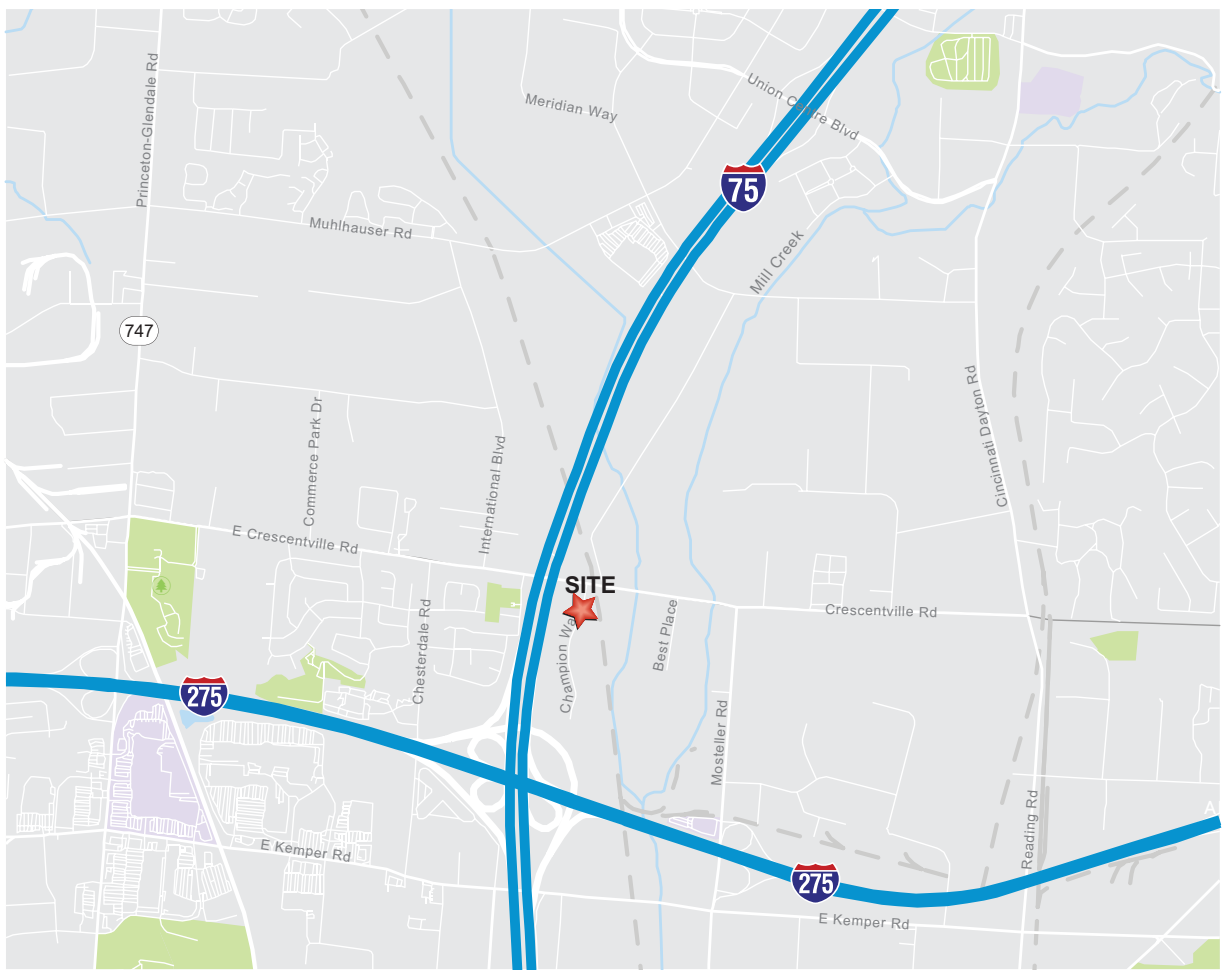 Princeton-Glendale Rd
Meridian Way
Union Centre Blvd
75
Muhlhauser Rd
Mill Creek
747
Cincinnati Dayton Rd
Commerce Park Dr
International Blvd
E Crescentville Rd
SITE
Champion Way
Best Place
Crescentville Rd
Chesterdale Rd
275
Mosteller Rd
Reading Rd
A
E Kemper Rd
275
E Kemper Rd